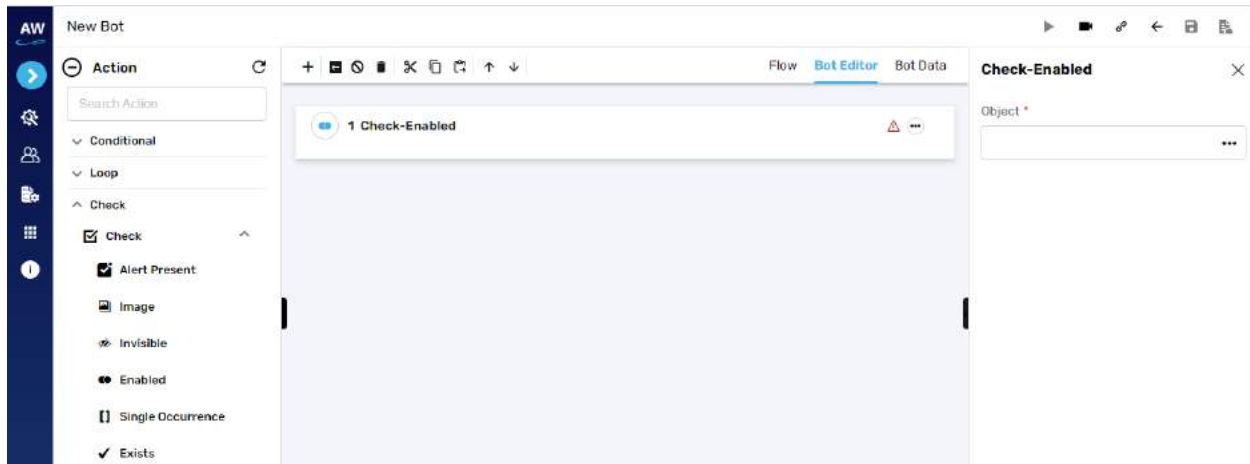 AW
New Bot
Action
Search Action
Conditional
Loop
Check
Check
Alert Present
Image
Invisible
Enabled
Single Occurrence
Exists
Flow Bot Editor Bot Data
1 Check-Enabled
Check-Enabled
Object *